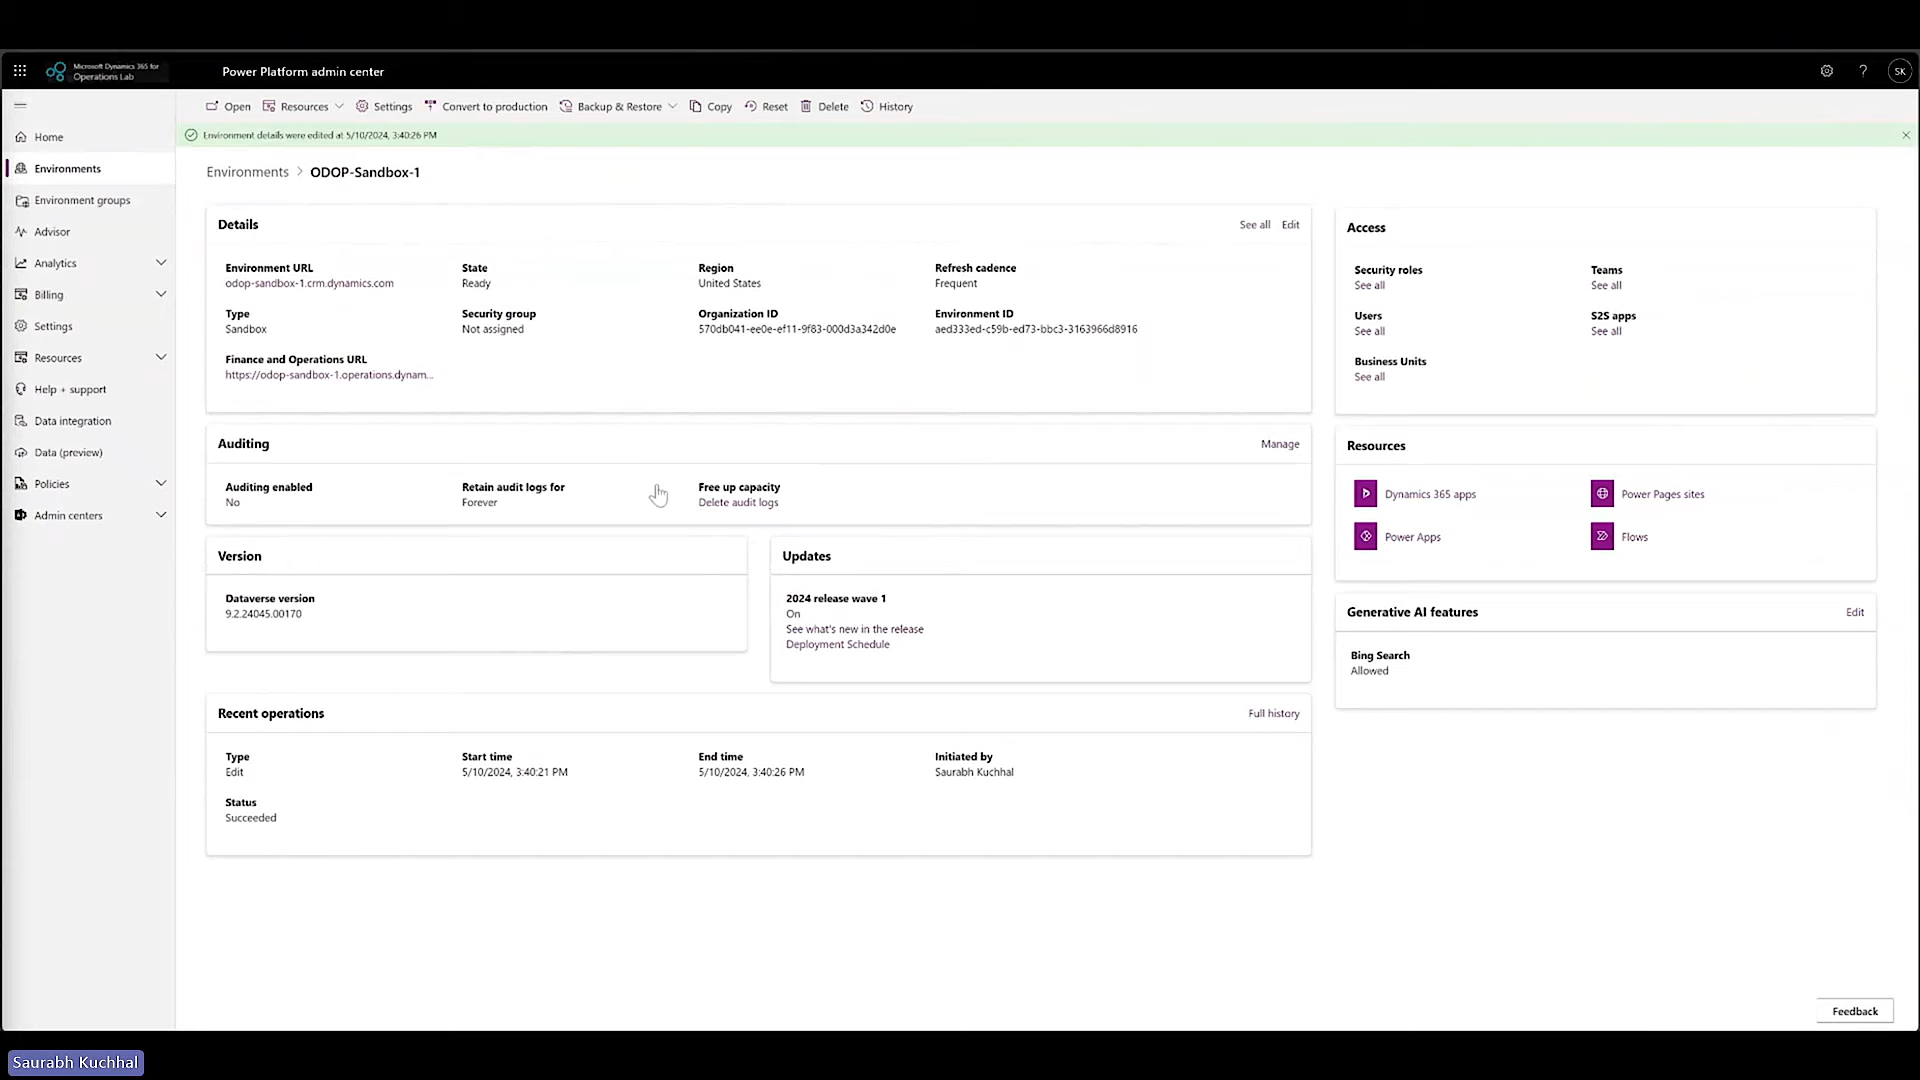 Microsoft Dynamics 365 for
Operations Lab
Power Platform admin center
?
SK
Open
Resources
Settings
Convert to production
Backup & Restore
Copy
Reset
Delete
History
Environment details were edited at 5/10/2024, 3:40:26 PM
Home
Environments
Environment groups
Advisor
Analytics
Billing
Settings
Resources
Help + support
Data integration
Data (preview)
Policies
Admin centers
Environments > ODOP-Sandbox-1
Details
See all
Edit
Environment URL
odop-sandbox-1.crm.dynamics.com
State
Ready
Region
United States
Refresh cadence
Frequent
Type
Sandbox
Security group
Not assigned
Organization ID
570db041-ee0e-ef11-9f83-000d3a342d0e
Environment ID
aed333ed-c59b-ed73-bbc3-3163966d8916
Finance and Operations URL
https://odop-sandbox-1.operations.dynam...
Auditing
Manage
Auditing enabled
No
Retain audit logs for
Forever
Free up capacity
Delete audit logs
Version
Dataverse version
9.2.24045.00170
Updates
2024 release wave 1
On
See what's new in the release
Deployment Schedule
Recent operations
Full history
Type
Edit
Start time
5/10/2024, 3:40:21 PM
End time
5/10/2024, 3:40:26 PM
Initiated by
Saurabh Kuchhal
Status
Succeeded
Access
Security roles
See all
Teams
See all
Users
See all
S2S apps
See all
Business Units
See all
Resources
Dynamics 365 apps
Power Pages sites
Power Apps
Flows
Generative AI features
Edit
Bing Search
Allowed
Feedback
Saurabh Kuchhal